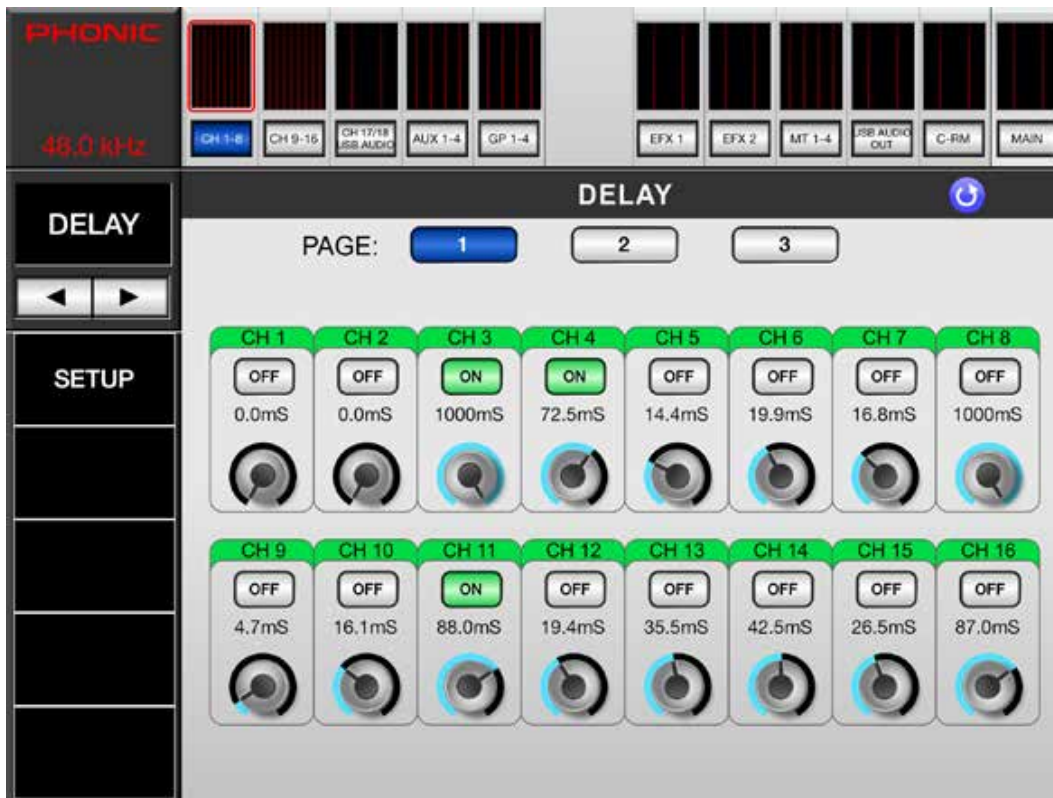 PHONIC
48.0 kHz
CH 1-8
CH 9-16
CH 17/18
USB AUDIO
AUX 1-4
GP 1-4
EFX 1
EFX 2
MT 1-4
USB AUDIO
OUT
C-RM
MAIN
DELAY
DELAY
PAGE: 1 2 3
◄ ►
SETUP
CH 1 CH 2 CH 3 CH 4 CH 5 CH 6 CH 7 CH 8
OFF OFF ON ON OFF OFF OFF OFF
0.0mS 0.0mS 1000mS 72.5mS 14.4mS 19.9mS 16.8mS 1000mS
CH 9 CH 10 CH 11 CH 12 CH 13 CH 14 CH 15 CH 16
OFF OFF ON OFF OFF OFF OFF OFF
4.7mS 16.1mS 88.0mS 19.4mS 35.5mS 42.5mS 26.5mS 87.0mS